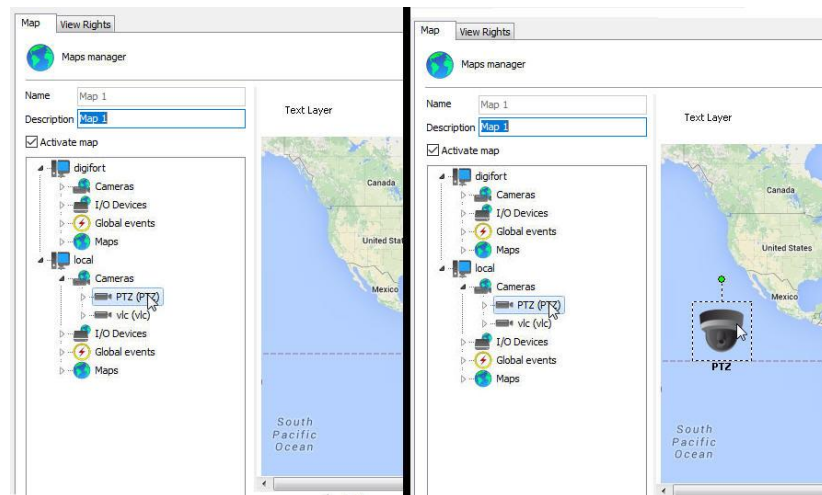 Map View Rights
Maps manager
Name Map 1
Description Map 1
Activate map
Text Layer
digifort
Cameras
I/O Devices
Global events
Maps
local
Cameras
PTZ (PTZ)
vlc (vlc)
I/O Devices
Global events
Maps
Canada
United Stat
Mexico
South
Pacific
Ocean
Map View Rights
Maps manager
Name Map 1
Description Map 1
Activate map
Text Layer
digifort
Cameras
I/O Devices
Global events
Maps
local
Cameras
PTZ (PTZ)
vlc (vlc)
I/O Devices
Global events
Maps
Canada
United States
Mexico
PTZ
South
Pacific
Ocean